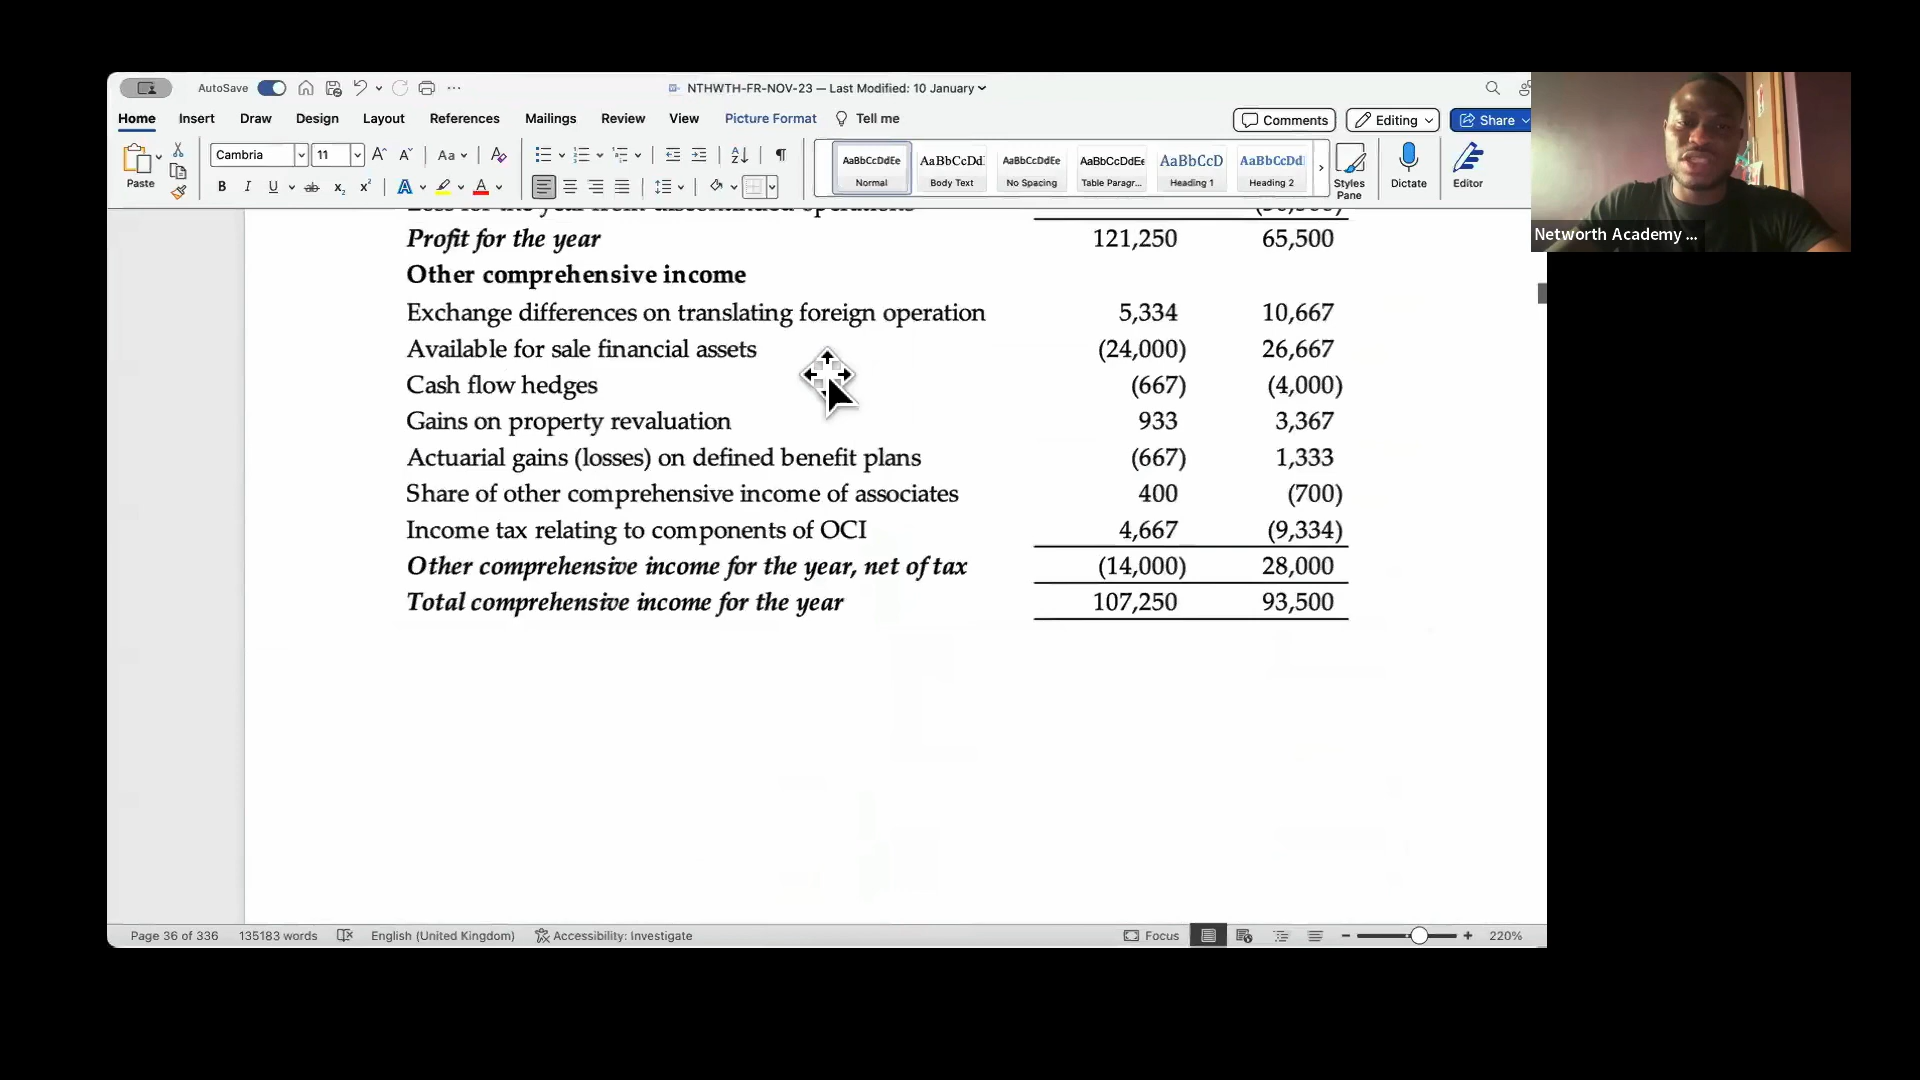 AutoSave
NTHWTH-FR-NOV-23 — Last Modified: 10 January
Home Insert Draw Design Layout References Mailings Review View Picture Format Tell me
Comments Editing Share
Paste
Cambria 11
AaBbCcDdEe AaBbCcDd AaBbCcDdEe AaBbCcDdEe AaBbCcD AaBbCcDd
Normal Body Text No Spacing Table Paragr... Heading 1 Heading 2
Styles Pane
Dictate
Editor
Networth Academy ...
Profit for the year 121,250 65,500
Other comprehensive income
Exchange differences on translating foreign operation 5,334 10,667
Available for sale financial assets (24,000) 26,667
Cash flow hedges (667) (4,000)
Gains on property revaluation 933 3,367
Actuarial gains (losses) on defined benefit plans (667) 1,333
Share of other comprehensive income of associates 400 (700)
Income tax relating to components of OCI 4,667 (9,334)
Other comprehensive income for the year, net of tax (14,000) 28,000
Total comprehensive income for the year 107,250 93,500
Page 36 of 336 135183 words English (United Kingdom) Accessibility: Investigate Focus 220%